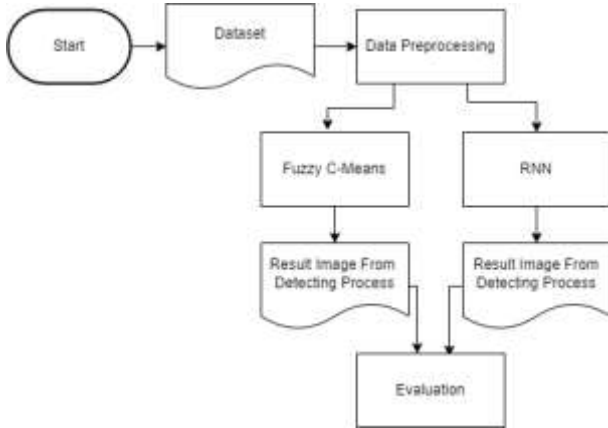 Start
Dataset
Data Preprocessing
Fuzzy C-Means
RNN
Result Image From
Detecting Process
Result Image From
Detecting Process
Evaluation